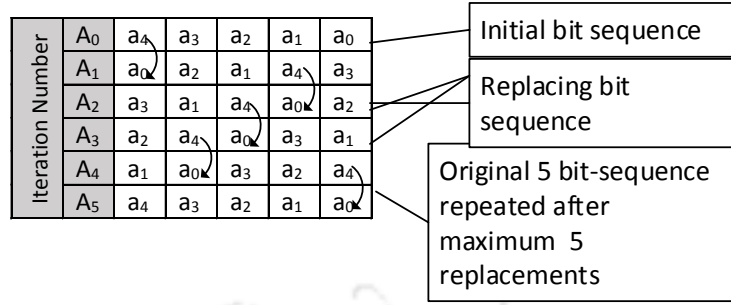 Iteration Number
A₀ a₄ a₃ a₂ a₁ a₀
A₁ a₀ a₂ a₁ a₄ a₃
A₂ a₃ a₁ a₄ a₀ a₂
A₃ a₂ a₄ a₀ a₃ a₁
A₄ a₁ a₀ a₃ a₂ a₄
A₅ a₄ a₃ a₂ a₁ a₀
Initial bit sequence
Replacing bit
sequence
Original 5 bit-sequence
repeated after
maximum 5
replacements